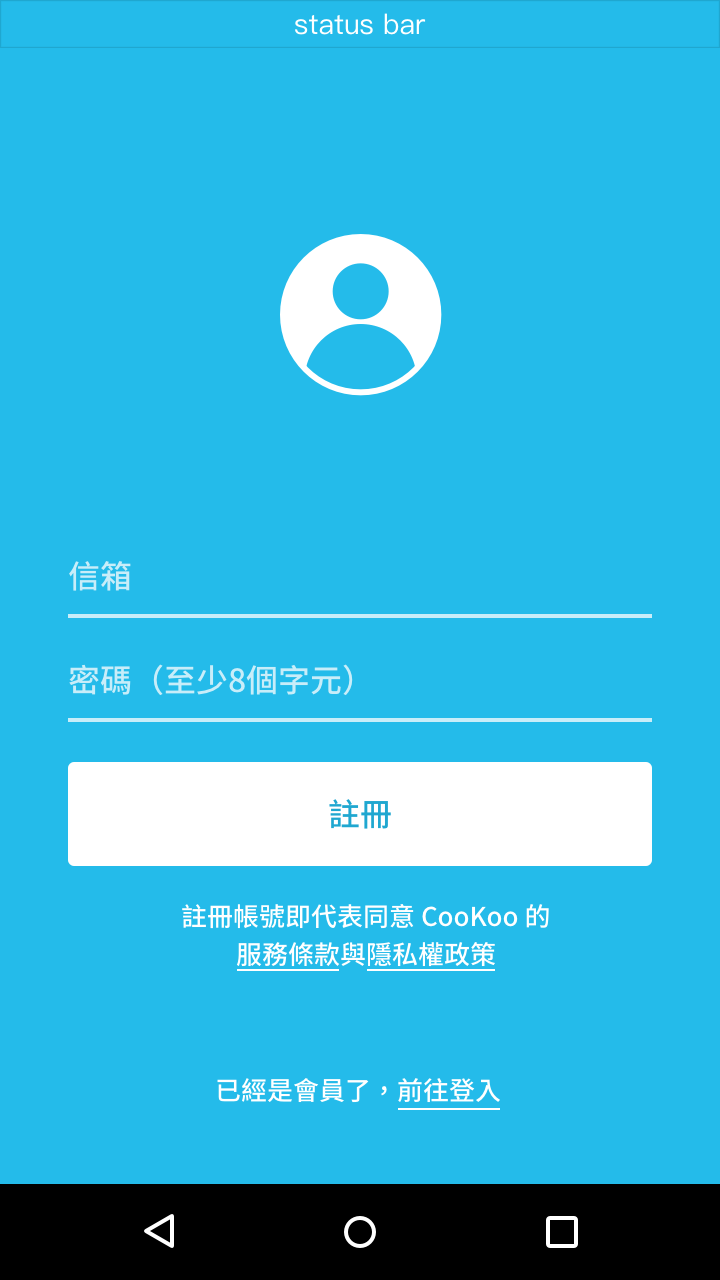 status bar
信箱
密碼（至少8個字元）
註冊
註冊帳號即代表同意 CooKoo 的
服務條款與隱私權政策
已經是會員了，前往登入